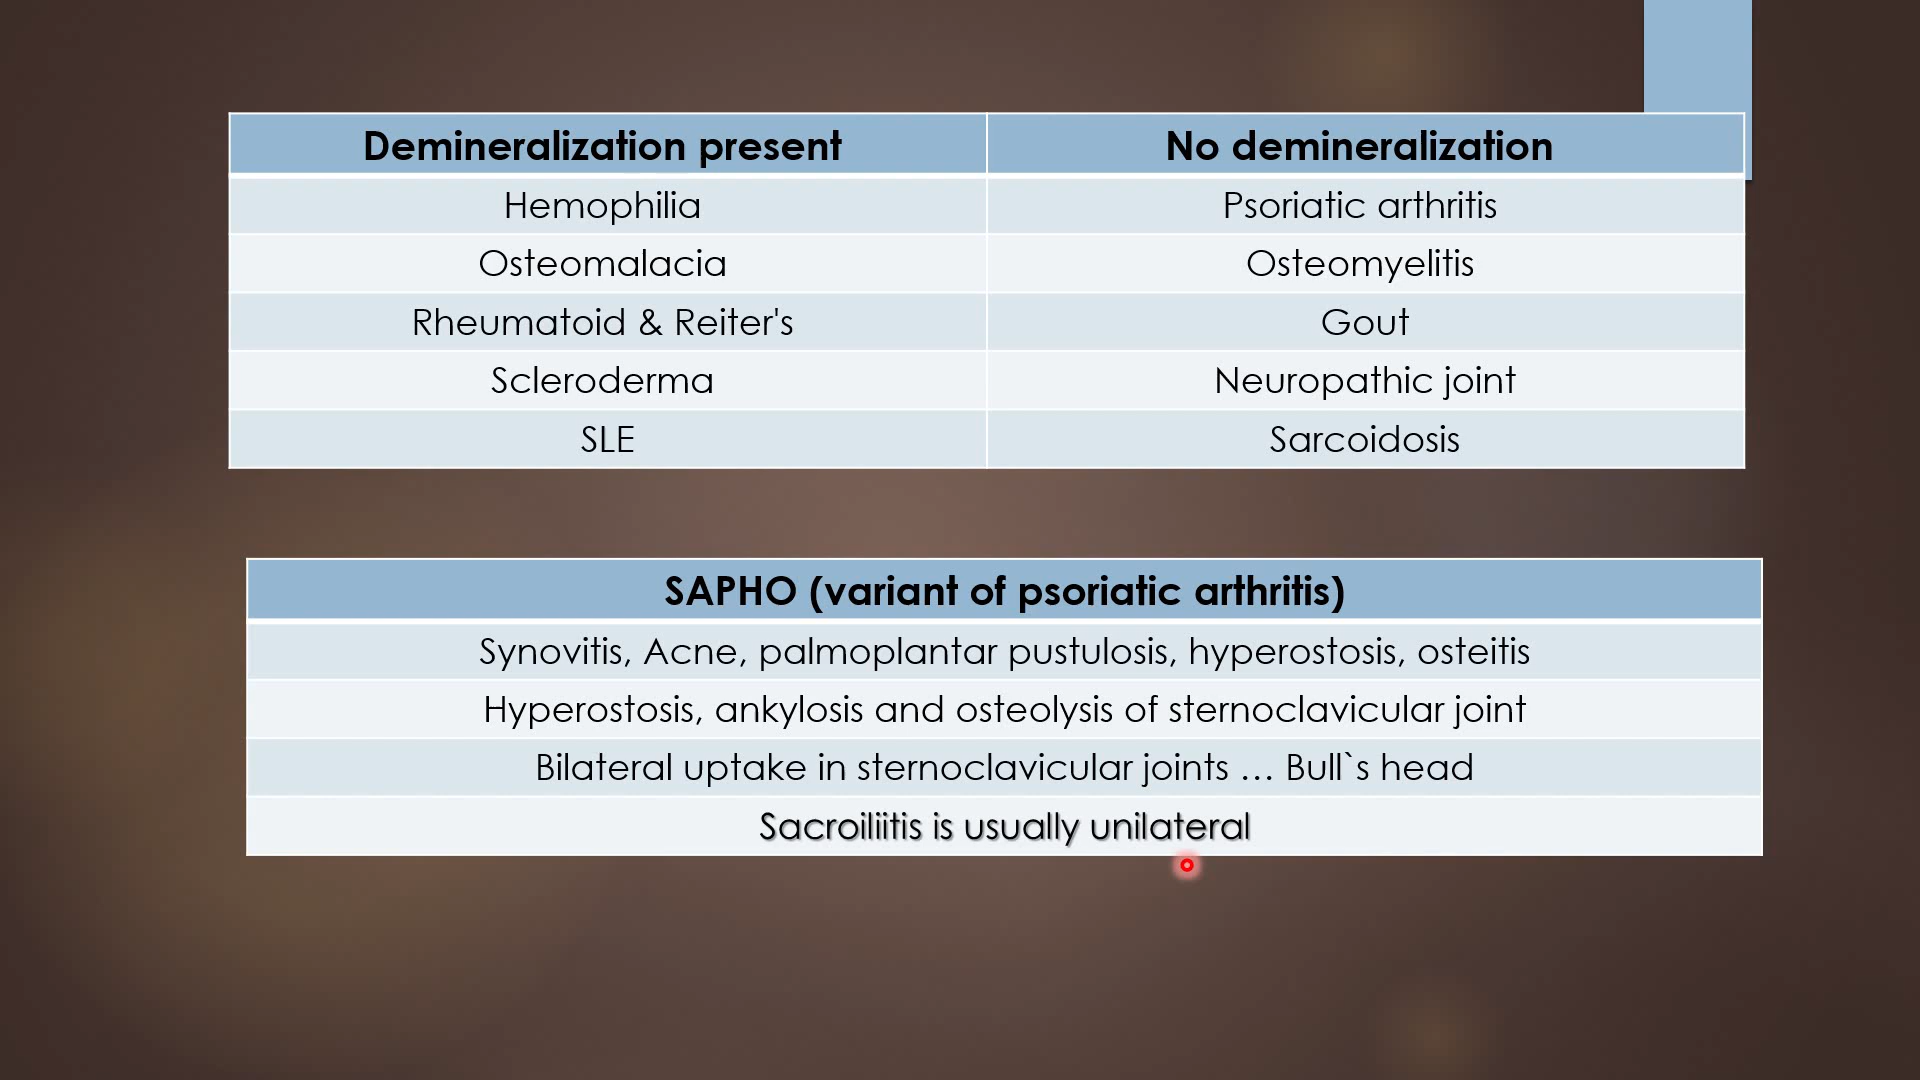 Demineralization present No demineralization
Hemophilia Psoriatic arthritis
Osteomalacia Osteomyelitis
Rheumatoid & Reiter's Gout
Scleroderma Neuropathic joint
SLE Sarcoidosis
SAPHO (variant of psoriatic arthritis)
Synovitis, Acne, palmoplantar pustulosis, hyperostosis, osteitis
Hyperostosis, ankylosis and osteolysis of sternoclavicular joint
Bilateral uptake in sternoclavicular joints … Bull`s head
Sacroiliitis is usually unilateral